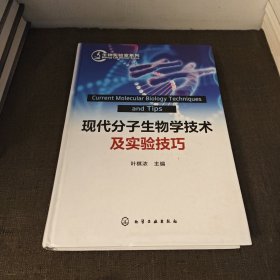 Current Molecular Biology Techniques
and Tips
现代分子生物学技术
及实验技巧
叶棋浓 主编
化学工业出版社